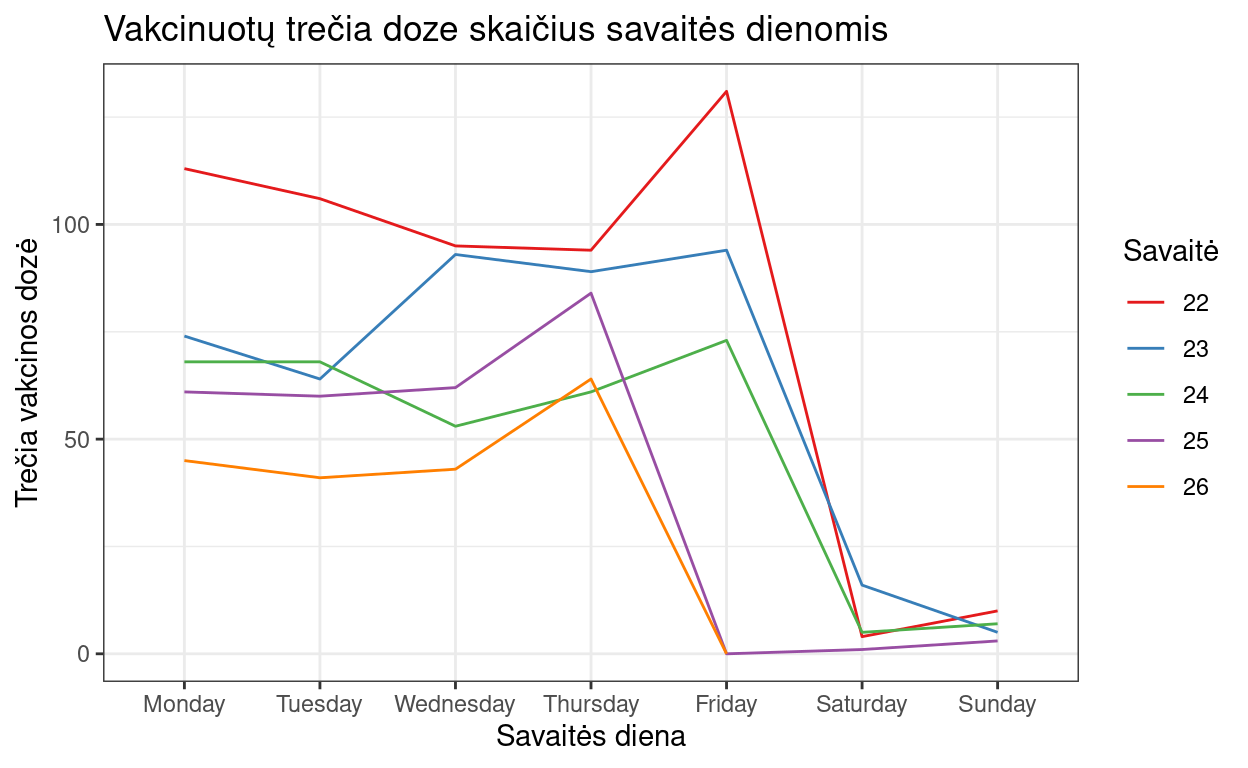 Vakcinuotų trečia doze skaičius savaitės dienomis
Trečia vakcinos dozė
100
50
0
Monday Tuesday Wednesday Thursday Friday Saturday Sunday
Savaitės diena
Savaitė
22
23
24
25
26